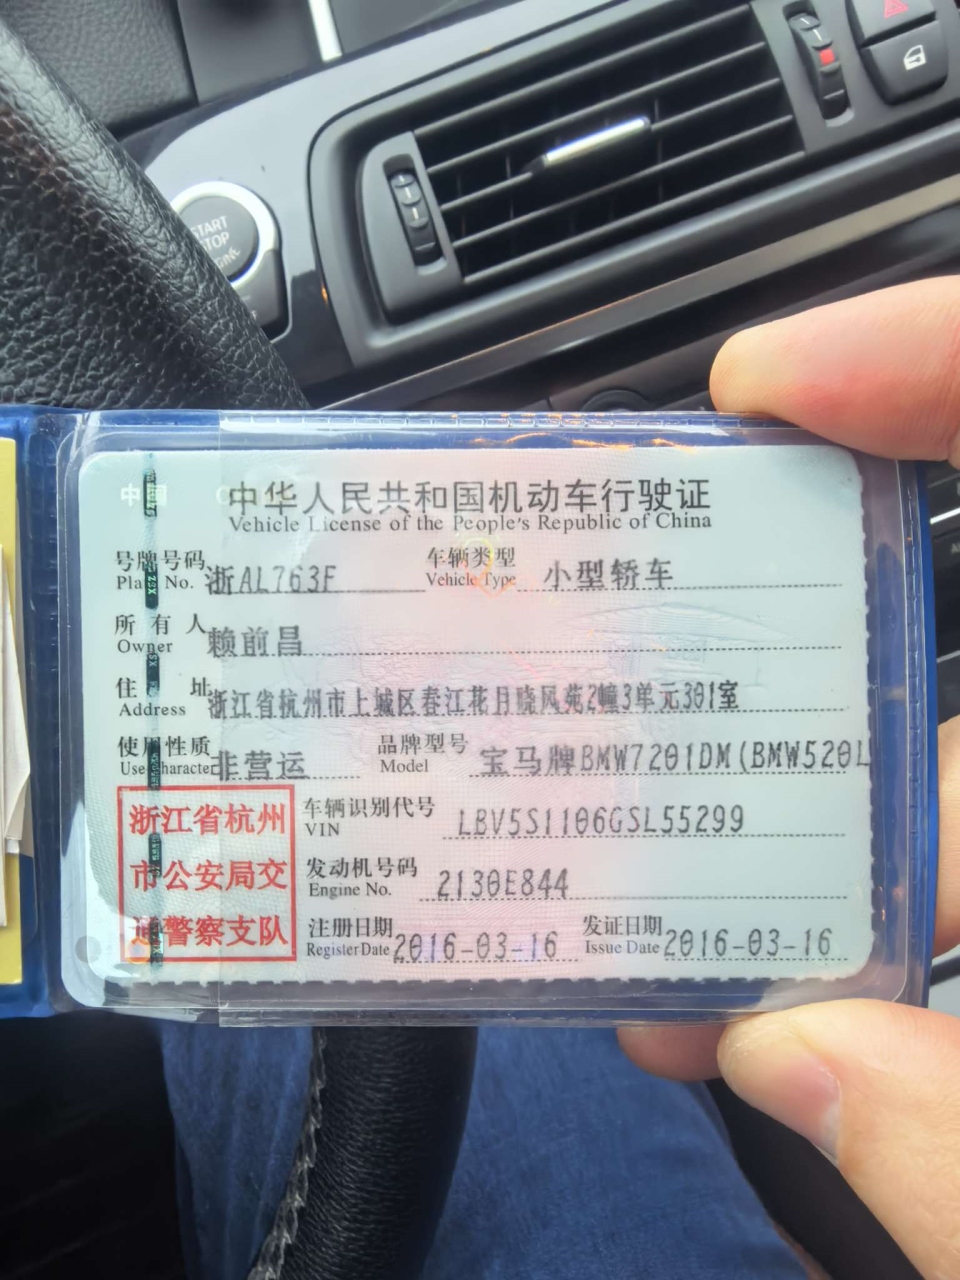 START
STOP
ENGINE
中国
中华人民共和国机动车行驶证
Vehicle License of the People's Republic of China
号牌号码 浙AL763F 车辆类型 小型轿车
Plate No. Vehicle Type
所有人 赖前昌
Owner
住址 浙江省杭州市上城区春江花月晓风苑2幢3单元301室
Address
使用性质 非营运 品牌型号 宝马牌BMW7201DM(BMW520L
Use Character Model
浙江省杭州
市公安局交
通警察支队
车辆识别代号 LBV5S1106GSL55299
VIN
发动机号码 2130E844
Engine No.
注册日期 2016-03-16 发证日期 2016-03-16
Register Date Issue Date